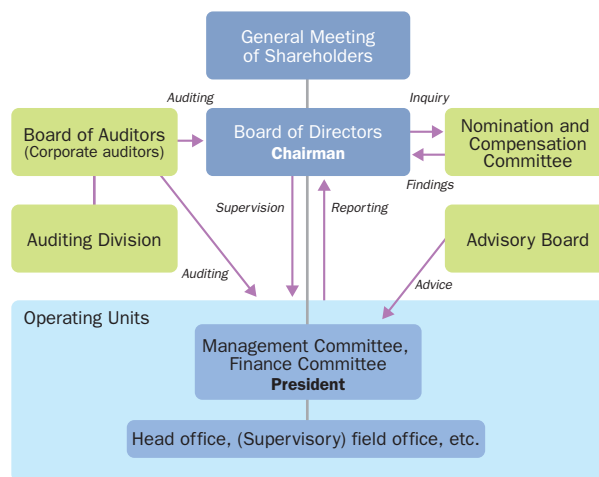 General Meeting
of Shareholders
Auditing
Inquiry
Board of Auditors
(Corporate auditors)
Board of Directors
Chairman
Nomination and
Compensation
Committee
Findings
Supervision
Reporting
Auditing Division
Advisory Board
Auditing
Advice
Operating Units
Management Committee,
Finance Committee
President
Head office, (Supervisory) field office, etc.